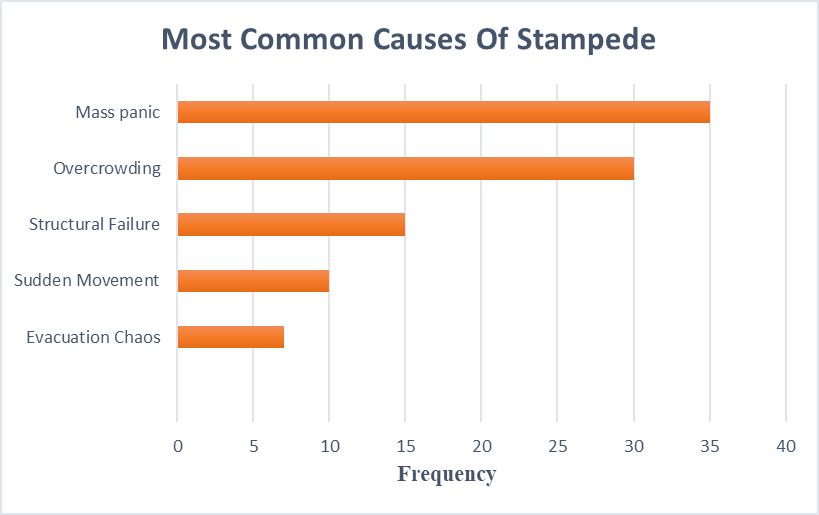 Most Common Causes Of Stampede
Mass panic
Overcrowding
Structural Failure
Sudden Movement
Evacuation Chaos
0 5 10 15 20 25 30 35 40
Frequency